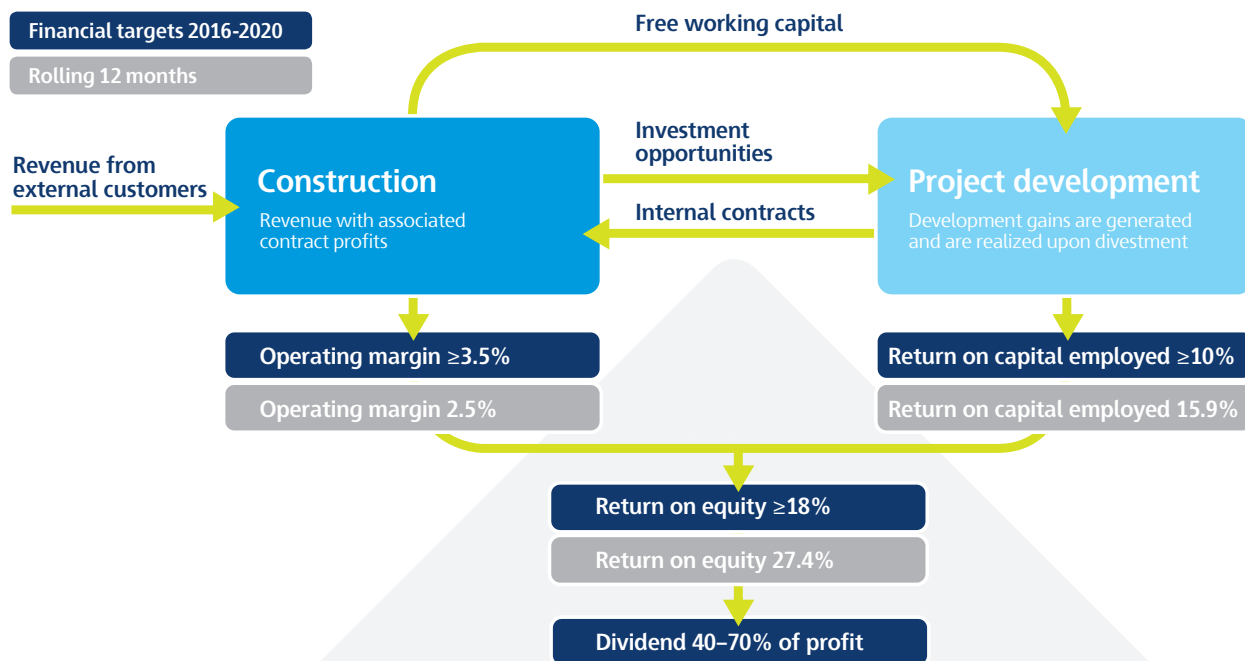 Financial targets 2016-2020
Rolling 12 months
Free working capital
Revenue from
external customers
Construction
Revenue with associated
contract profits
Investment
opportunities
Internal contracts
Project development
Development gains are generated
and are realized upon divestment
Operating margin ≥3.5%
Operating margin 2.5%
Return on capital employed ≥10%
Return on capital employed 15.9%
Return on equity ≥18%
Return on equity 27.4%
Dividend 40–70% of profit